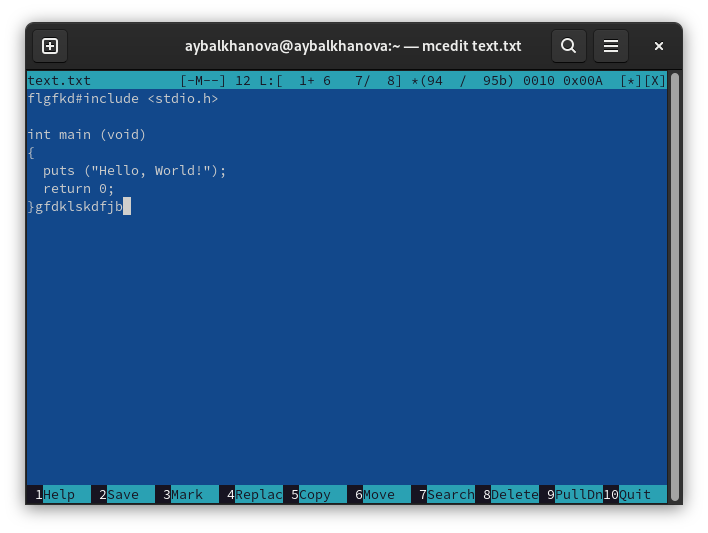 aybalkhanova@aybalkhanova:~ — mcedit text.txt
text.txt           [-M--] 12 L:[  1+ 6   7/  8] *(94  /  95b) 0010 0x00A  [*][X]
flgfkd#include <stdio.h>

int main (void)
{
  puts ("Hello, World!");
  return 0;
}gfdklskdfjb
1Help  2Save  3Mark  4Replac 5Copy  6Move  7Search 8Delete 9PullDn 10Quit